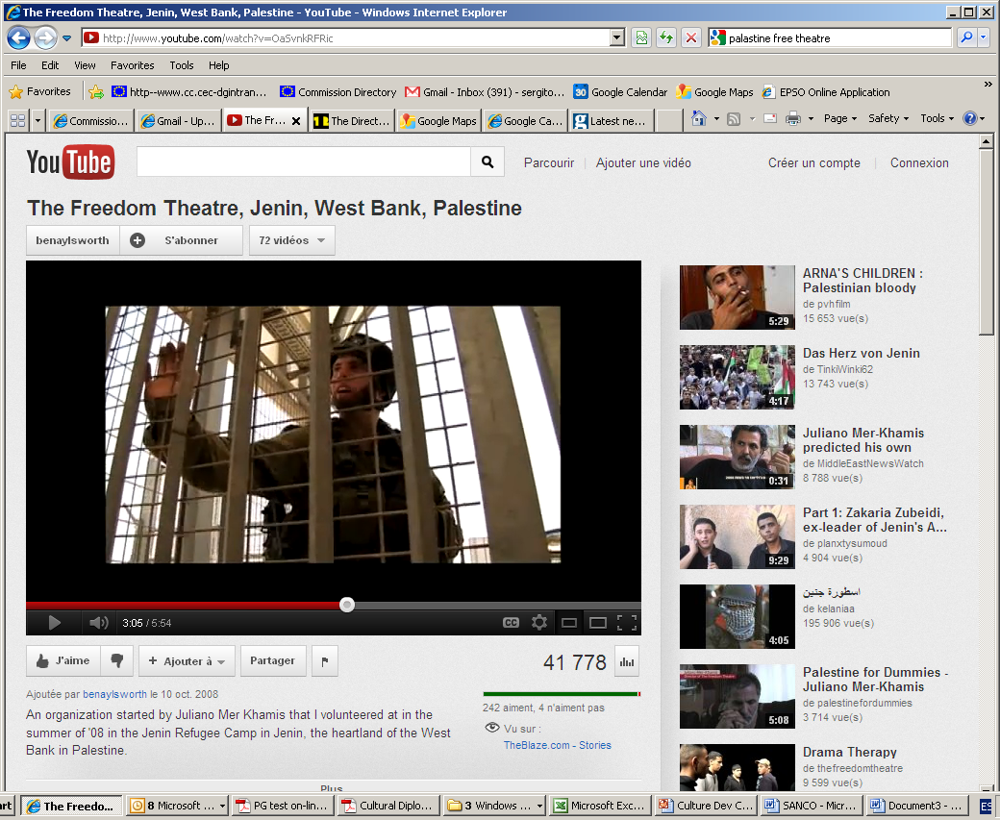 The Freedom Theatre, Jenin, West Bank, Palestine - YouTube - Windows Internet Explorer
http://www.youtube.com/watch?v=OaSvnkRFRic
palastine free theatre
File Edit View Favorites Tools Help
Favorites http--www.cc.cec-dgintran... Commission Directory Gmail - Inbox (391) - sergito... Google Calendar Google Maps EPSO Online Application
Commissio... Gmail - Up... The Fr... The Direct... Google Maps Google Ca... Latest ne... Page Safety Tools
YouTube
Parcourir Ajouter une vidéo Créer un compte Connexion
The Freedom Theatre, Jenin, West Bank, Palestine
benaylsworth S'abonner 72 vidéos
3:05 / 5:54
CC
J'aime Ajouter à Partager
41 778
Ajoutée par benaylsworth le 10 oct. 2008
An organization started by Juliano Mer Khamis that I volunteered at in the
summer of '08 in the Jenin Refugee Camp in Jenin, the heartland of the West
Bank in Palestine.
242 aiment, 4 n'aiment pas
Vu sur :
TheBlaze.com - Stories
Plus
5:29
ARNA'S CHILDREN :
Palestinian bloody
de pvhfilm
15 653 vue(s)
4:17
Das Herz von Jenin
de TinkiWinki62
13 743 vue(s)
0:31
Juliano Mer-Khamis
predicted his own
de MiddleEastNewsWatch
8 788 vue(s)
9:29
Part 1: Zakaria Zubeidi,
ex-leader of Jenin's A...
de planxtysumoud
4 904 vue(s)
4:05
اسطورة جنين
de kelaniaa
195 906 vue(s)
5:08
Palestine for Dummies -
Juliano Mer-Khamis
de palestinefordummies
3 714 vue(s)
Drama Therapy
de thefreedomtheatre
9 599 vue(s)
art The Freedo... 8 Microsoft ... PG test on-lin... Cultural Diplo... 3 Windows ... Microsoft Exc... Culture Dev C... SANCO - Micr... Document3 - ... ES